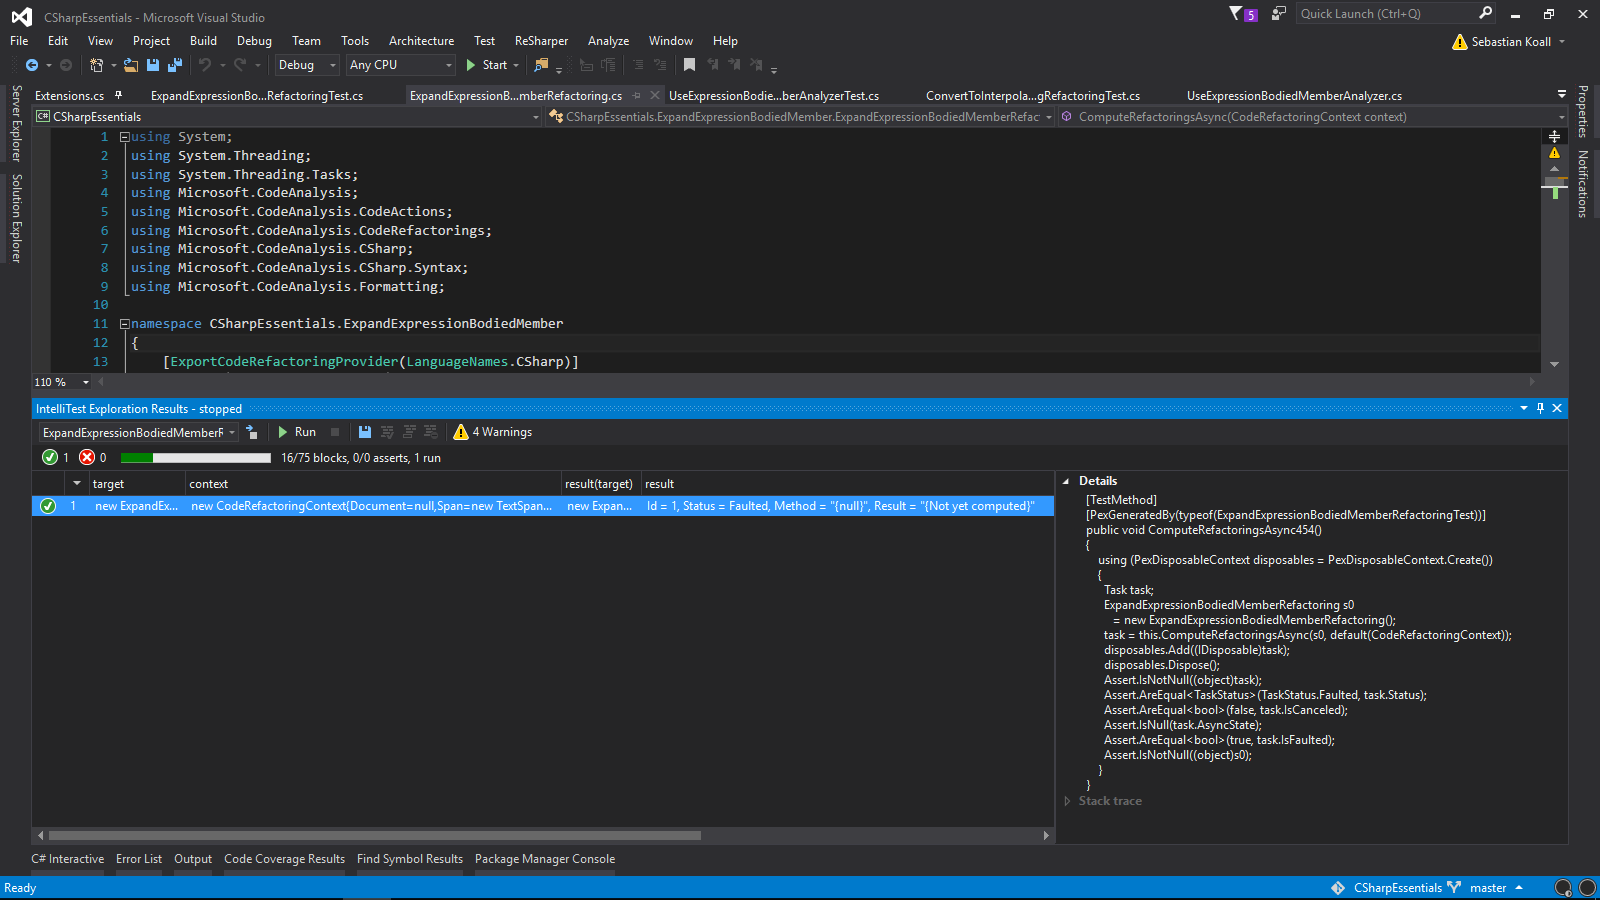 CSharpEssentials - Microsoft Visual Studio
5
Quick Launch (Ctrl+Q)
File Edit View Project Build Debug Team Tools Architecture Test ReSharper Analyze Window Help
Sebastian Koall
Debug Any CPU Start
Extensions.cs ExpandExpressionBo...RefactoringTest.cs ExpandExpressionB...mberRefactoring.cs UseExpressionBodie...berAnalyzerTest.cs ConvertToInterpola...gRefactoringTest.cs UseExpressionBodiedMemberAnalyzer.cs
C# CSharpEssentials CSharpEssentials.ExpandExpressionBodiedMember.ExpandExpressionBodiedMemberRefac ComputeRefactoringsAsync(CodeRefactoringContext context)
Server Explorer
Solution Explorer
Properties
Notifications
1 using System;
2 using System.Threading;
3 using System.Threading.Tasks;
4 using Microsoft.CodeAnalysis;
5 using Microsoft.CodeAnalysis.CodeActions;
6 using Microsoft.CodeAnalysis.CodeRefactorings;
7 using Microsoft.CodeAnalysis.CSharp;
8 using Microsoft.CodeAnalysis.CSharp.Syntax;
9 using Microsoft.CodeAnalysis.Formatting;
10
11 namespace CSharpEssentials.ExpandExpressionBodiedMember
12 {
13 [ExportCodeRefactoringProvider(LanguageNames.CSharp)]
110 %
IntelliTest Exploration Results - stopped
ExpandExpressionBodiedMemberF Run 4 Warnings
1 0 16/75 blocks, 0/0 asserts, 1 run
target context result(target) result
1 new ExpandEx... new CodeRefactoringContext{Document=null,Span=new TextSpan... new Expan... Id = 1, Status = Faulted, Method = "{null}", Result = "{Not yet computed}"
Details
[TestMethod]
[PexGeneratedBy(typeof(ExpandExpressionBodiedMemberRefactoringTest))]
public void ComputeRefactoringsAsync454()
{
using (PexDisposableContext disposables = PexDisposableContext.Create())
{
Task task;
ExpandExpressionBodiedMemberRefactoring s0
= new ExpandExpressionBodiedMemberRefactoring();
task = this.ComputeRefactoringsAsync(s0, default(CodeRefactoringContext));
disposables.Add((IDisposable)task);
disposables.Dispose();
Assert.IsNotNull((object)task);
Assert.AreEqual<TaskStatus>(TaskStatus.Faulted, task.Status);
Assert.AreEqual<bool>(false, task.IsCanceled);
Assert.IsNull(task.AsyncState);
Assert.AreEqual<bool>(true, task.IsFaulted);
Assert.IsNotNull((object)s0);
}
}
Stack trace
C# Interactive Error List Output Code Coverage Results Find Symbol Results Package Manager Console
Ready CSharpEssentials master